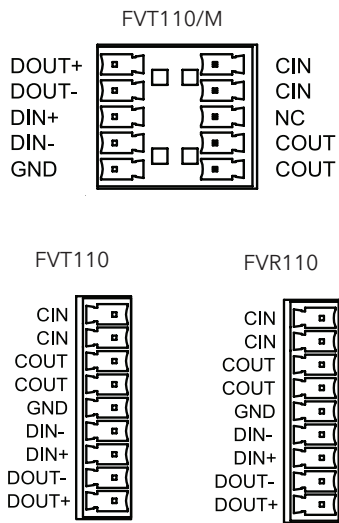 FVT110/M
DOUT+ CIN
DOUT- CIN
DIN+ NC
DIN- COUT
GND COUT
FVT110
CIN
CIN
COUT
COUT
GND
DIN-
DIN+
DOUT-
DOUT+
FVR110
CIN
CIN
COUT
COUT
GND
DIN-
DIN+
DOUT-
DOUT+